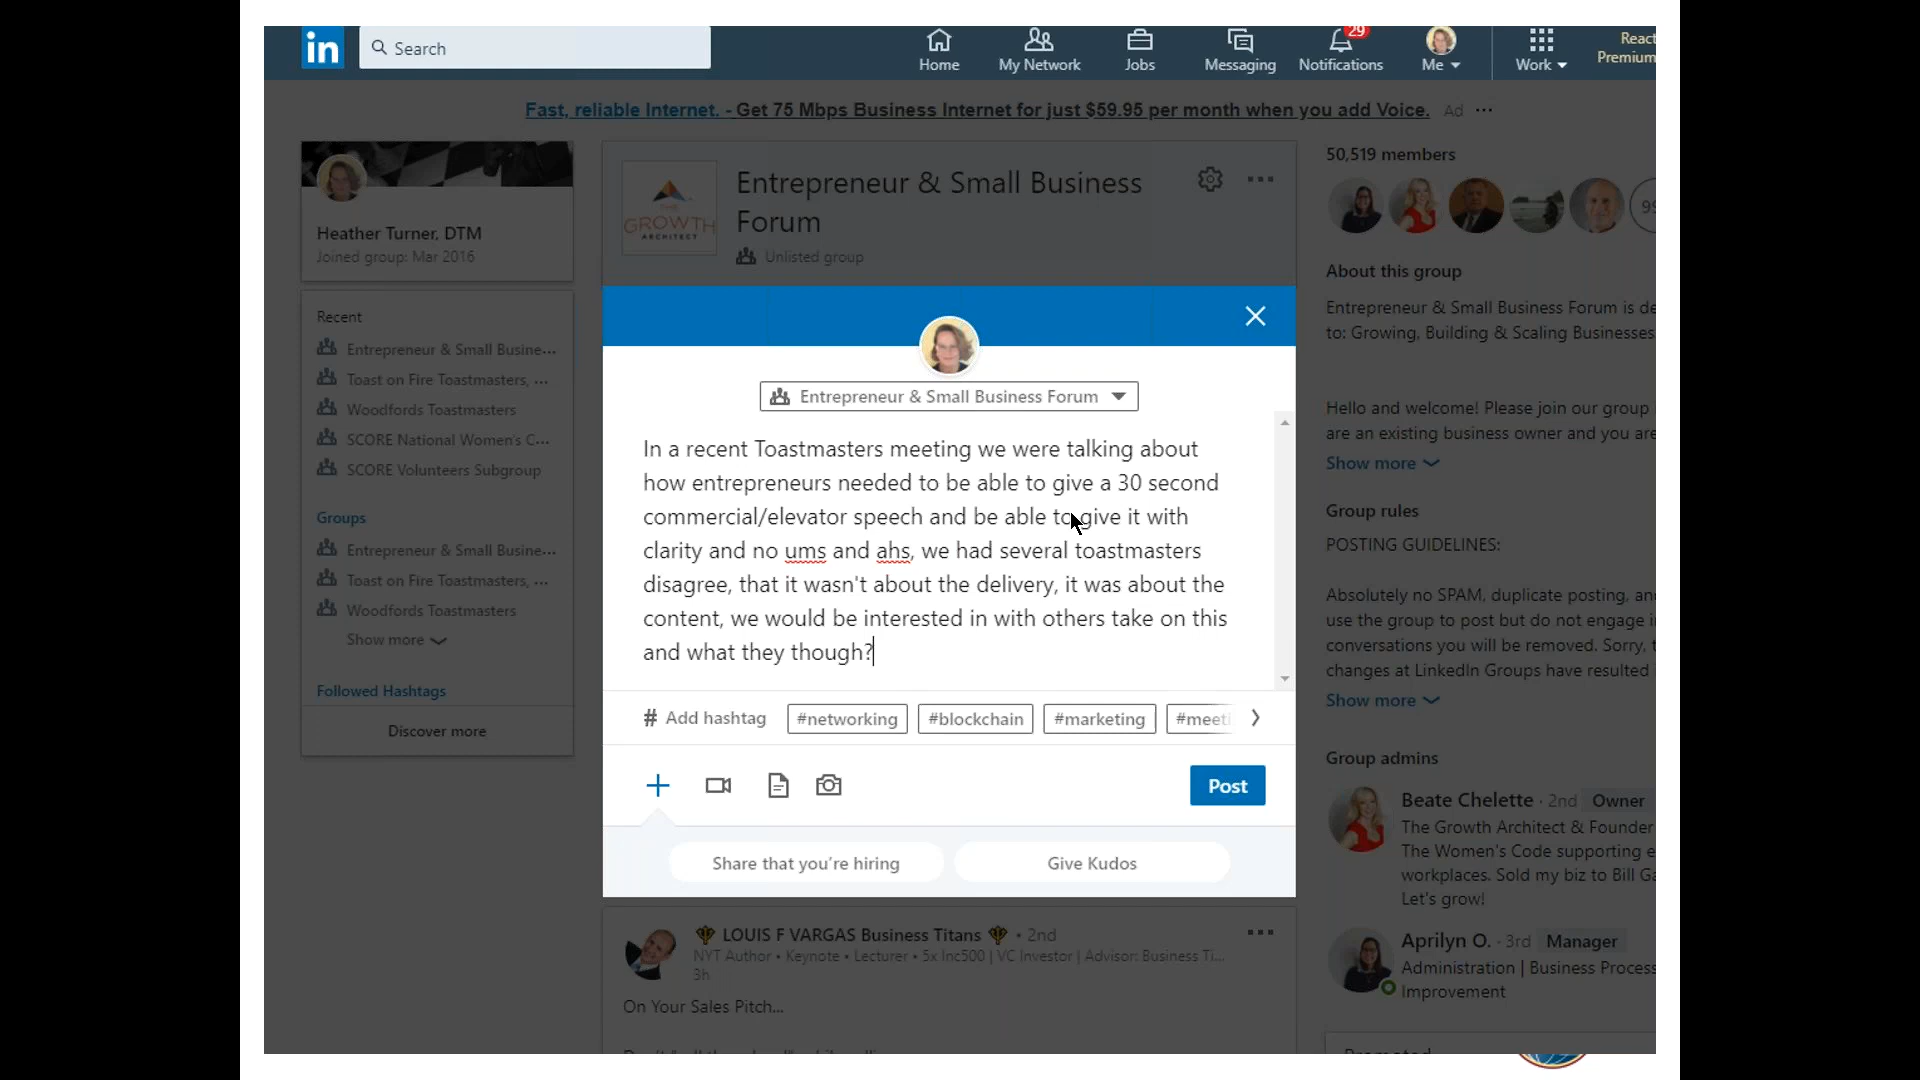 in
Search
Home
My Network
Jobs
Messaging
29
Notifications
Me
Work
React
Premium
Fast, reliable Internet. - Get 75 Mbps Business Internet for just $59.95 per month when you add Voice. Ad
Heather Turner, DTM
Joined group: Mar 2016
Recent
Entrepreneur & Small Busine...
Toast on Fire Toastmasters, ...
Woodfords Toastmasters
SCORE National Women's C...
SCORE Volunteers Subgroup
Groups
Entrepreneur & Small Busine...
Toast on Fire Toastmasters, ...
Woodfords Toastmasters
Show more
Followed Hashtags
Discover more
THE
GROWTH
ARCHITECT
Entrepreneur & Small Business
Forum
Unlisted group
Entrepreneur & Small Business Forum
In a recent Toastmasters meeting we were talking about
how entrepreneurs needed to be able to give a 30 second
commercial/elevator speech and be able to give it with
clarity and no ums and ahs, we had several toastmasters
disagree, that it wasn't about the delivery, it was about the
content, we would be interested in with others take on this
and what they though?
# Add hashtag
#networking
#blockchain
#marketing
#meeti
Post
Share that you're hiring
Give Kudos
LOUIS F VARGAS Business Titans • 2nd
NYT Author • Keynote • Lecturer • 5x Inc500 | VC Investor | Advisor: Business Ti...
3h
On Your Sales Pitch...
50,519 members
99
About this group
Entrepreneur & Small Business Forum is de
to: Growing, Building & Scaling Businesses
Hello and welcome! Please join our group
are an existing business owner and you are
Show more
Group rules
POSTING GUIDELINES:
Absolutely no SPAM, duplicate posting, an
use the group to post but do not engage i
conversations you will be removed. Sorry, t
changes at LinkedIn Groups have resulted i
Show more
Group admins
Beate Chelette · 2nd Owner
The Growth Architect & Founder
The Women's Code supporting e
workplaces. Sold my biz to Bill Ga
Let's grow!
Aprilyn O. · 3rd Manager
Administration | Business Process
Improvement